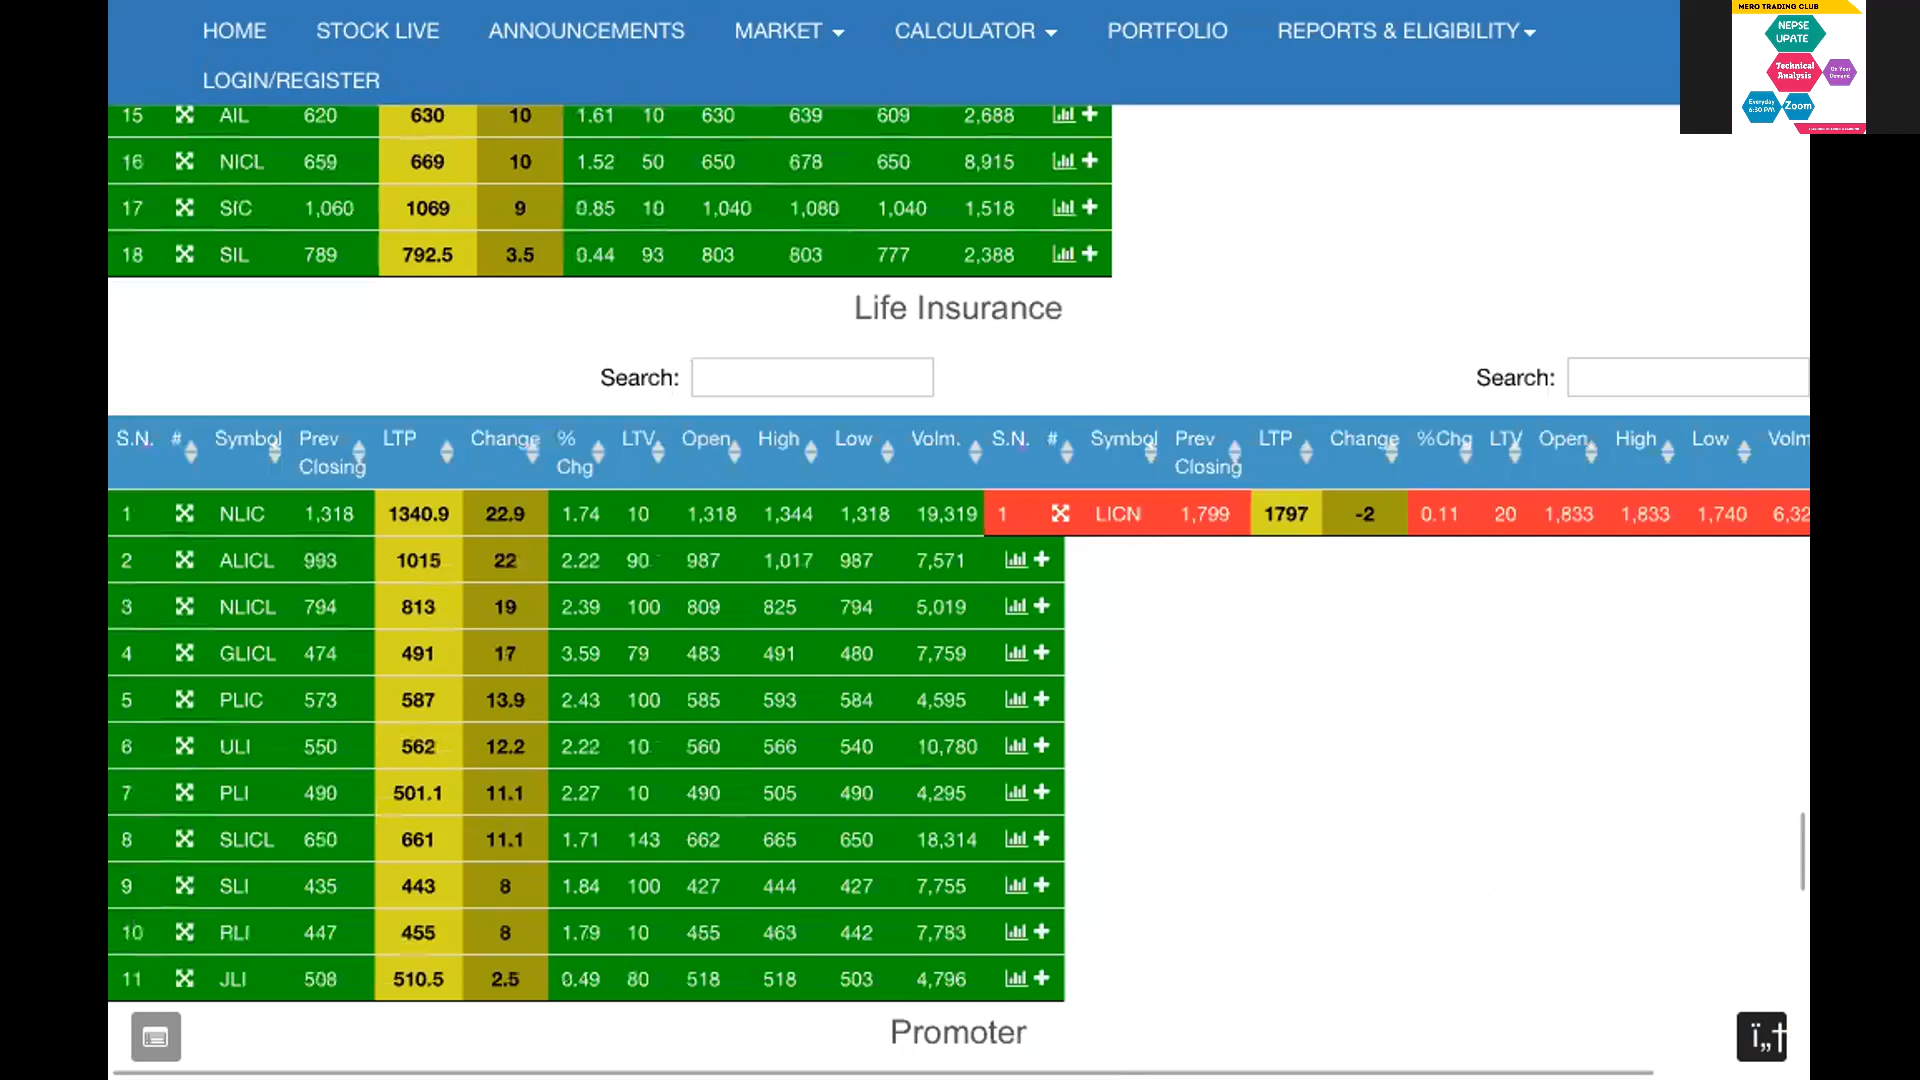 HOME STOCK LIVE ANNOUNCEMENTS MARKET CALCULATOR PORTFOLIO REPORTS & ELIGIBILITY
LOGIN/REGISTER
MERO TRADING CLUB
NEPSE
UPATE
Technical
Analysis
On Your
Demand
Everyday
6:30 PM
Zoom
15 AIL 620 630 10 1.61 10 630 639 609 2,688
16 NICL 659 669 10 1.52 50 650 678 650 8,915
17 SIC 1,060 1069 9 0.85 10 1,040 1,080 1,040 1,518
18 SIL 789 792.5 3.5 0.44 93 803 803 777 2,388
Life Insurance
Search: Search:
S.N. # Symbol Prev Closing LTP Change % Chg LTV Open High Low Volm. S.N. # Symbol Prev Closing LTP Change %Chg LTV Open High Low Volm
1 NLIC 1,318 1340.9 22.9 1.74 10 1,318 1,344 1,318 19,319 1 LICN 1,799 1797 -2 0.11 20 1,833 1,833 1,740 6,32
2 ALICL 993 1015 22 2.22 90 987 1,017 987 7,571
3 NLICL 794 813 19 2.39 100 809 825 794 5,019
4 GLICL 474 491 17 3.59 79 483 491 480 7,759
5 PLIC 573 587 13.9 2.43 100 585 593 584 4,595
6 ULI 550 562 12.2 2.22 10 560 566 540 10,780
7 PLI 490 501.1 11.1 2.27 10 490 505 490 4,295
8 SLICL 650 661 11.1 1.71 143 662 665 650 18,314
9 SLI 435 443 8 1.84 100 427 444 427 7,755
10 RLI 447 455 8 1.79 10 455 463 442 7,783
11 JLI 508 510.5 2.5 0.49 80 518 518 503 4,796
Promoter
ï„†